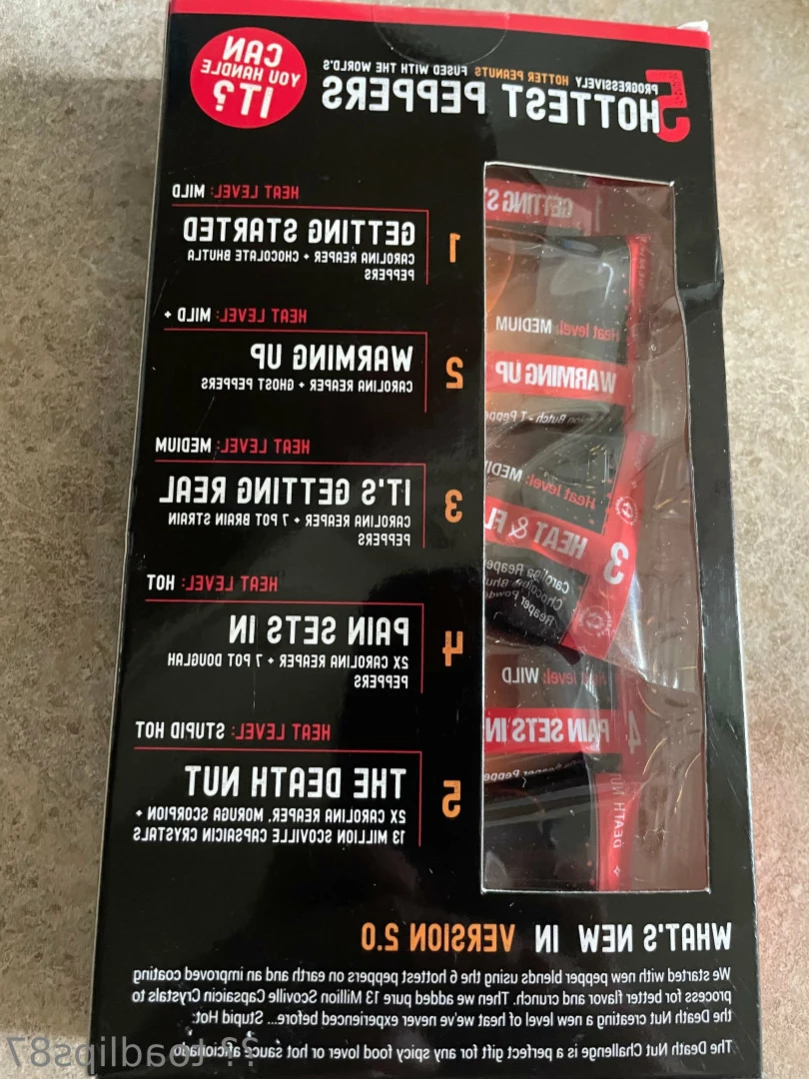 CAN
YOU HANDLE
IT?
5
PROGRESSIVELY HOTTER PEANUTS FUSED WITH THE WORLD'S
HOTTEST PEPPERS
HEAT LEVEL: MILD
1
GETTING STARTED
CAROLINA REAPER + CHOCOLATE BHUTLA
PEPPERS
HEAT LEVEL: MILD +
2
WARMING UP
CAROLINA REAPER + GHOST PEPPERS
HEAT LEVEL: MEDIUM
3
IT'S GETTING REAL
CAROLINA REAPER + 7 POT BRAIN STRAIN
PEPPERS
HEAT LEVEL: HOT
4
PAIN SETS IN
2X CAROLINA REAPER + 7 POT DOUGLAH
PEPPERS
HEAT LEVEL: STUPID HOT
5
THE DEATH NUT
2X CAROLINA REAPER, MORUGA SCORPION +
13 MILLION SCOVILLE CAPSAICIN CRYSTALS
GETTING
Heat level: MEDIUM
WARMING UP
Butch - T
Heat level:
3
HEAT &
Carolina
Reaper
4
level: WILD
PAIN SETS IN
DEATH
WHAT'S NEW IN VERSION 2.0
We started with new pepper blends using the 6 hottest peppers on earth and an improved coating
process for better flavor and crunch. Then we added pure 13 Million Scoville Capsaicin Crystals to
the Death Nut creating a new level of heat we've never experienced before... Stupid Hot.
The Death Nut Challenge is a perfect gift for any spicy food lover or hot sauce aficionado
?? toadlips87